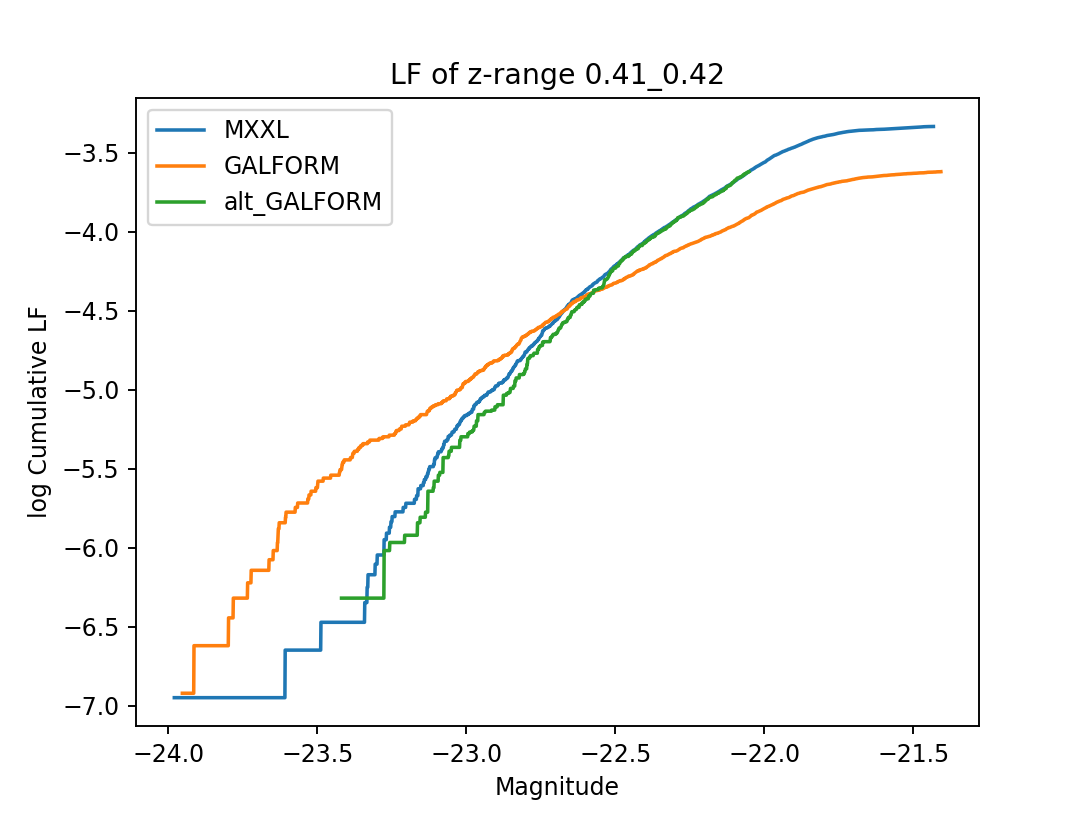 LF of z-range 0.41_0.42
MXXL
GALFORM
alt_GALFORM
log Cumulative LF
−3.5
−4.0
−4.5
−5.0
−5.5
−6.0
−6.5
−7.0
−24.0 −23.5 −23.0 −22.5 −22.0 −21.5
Magnitude